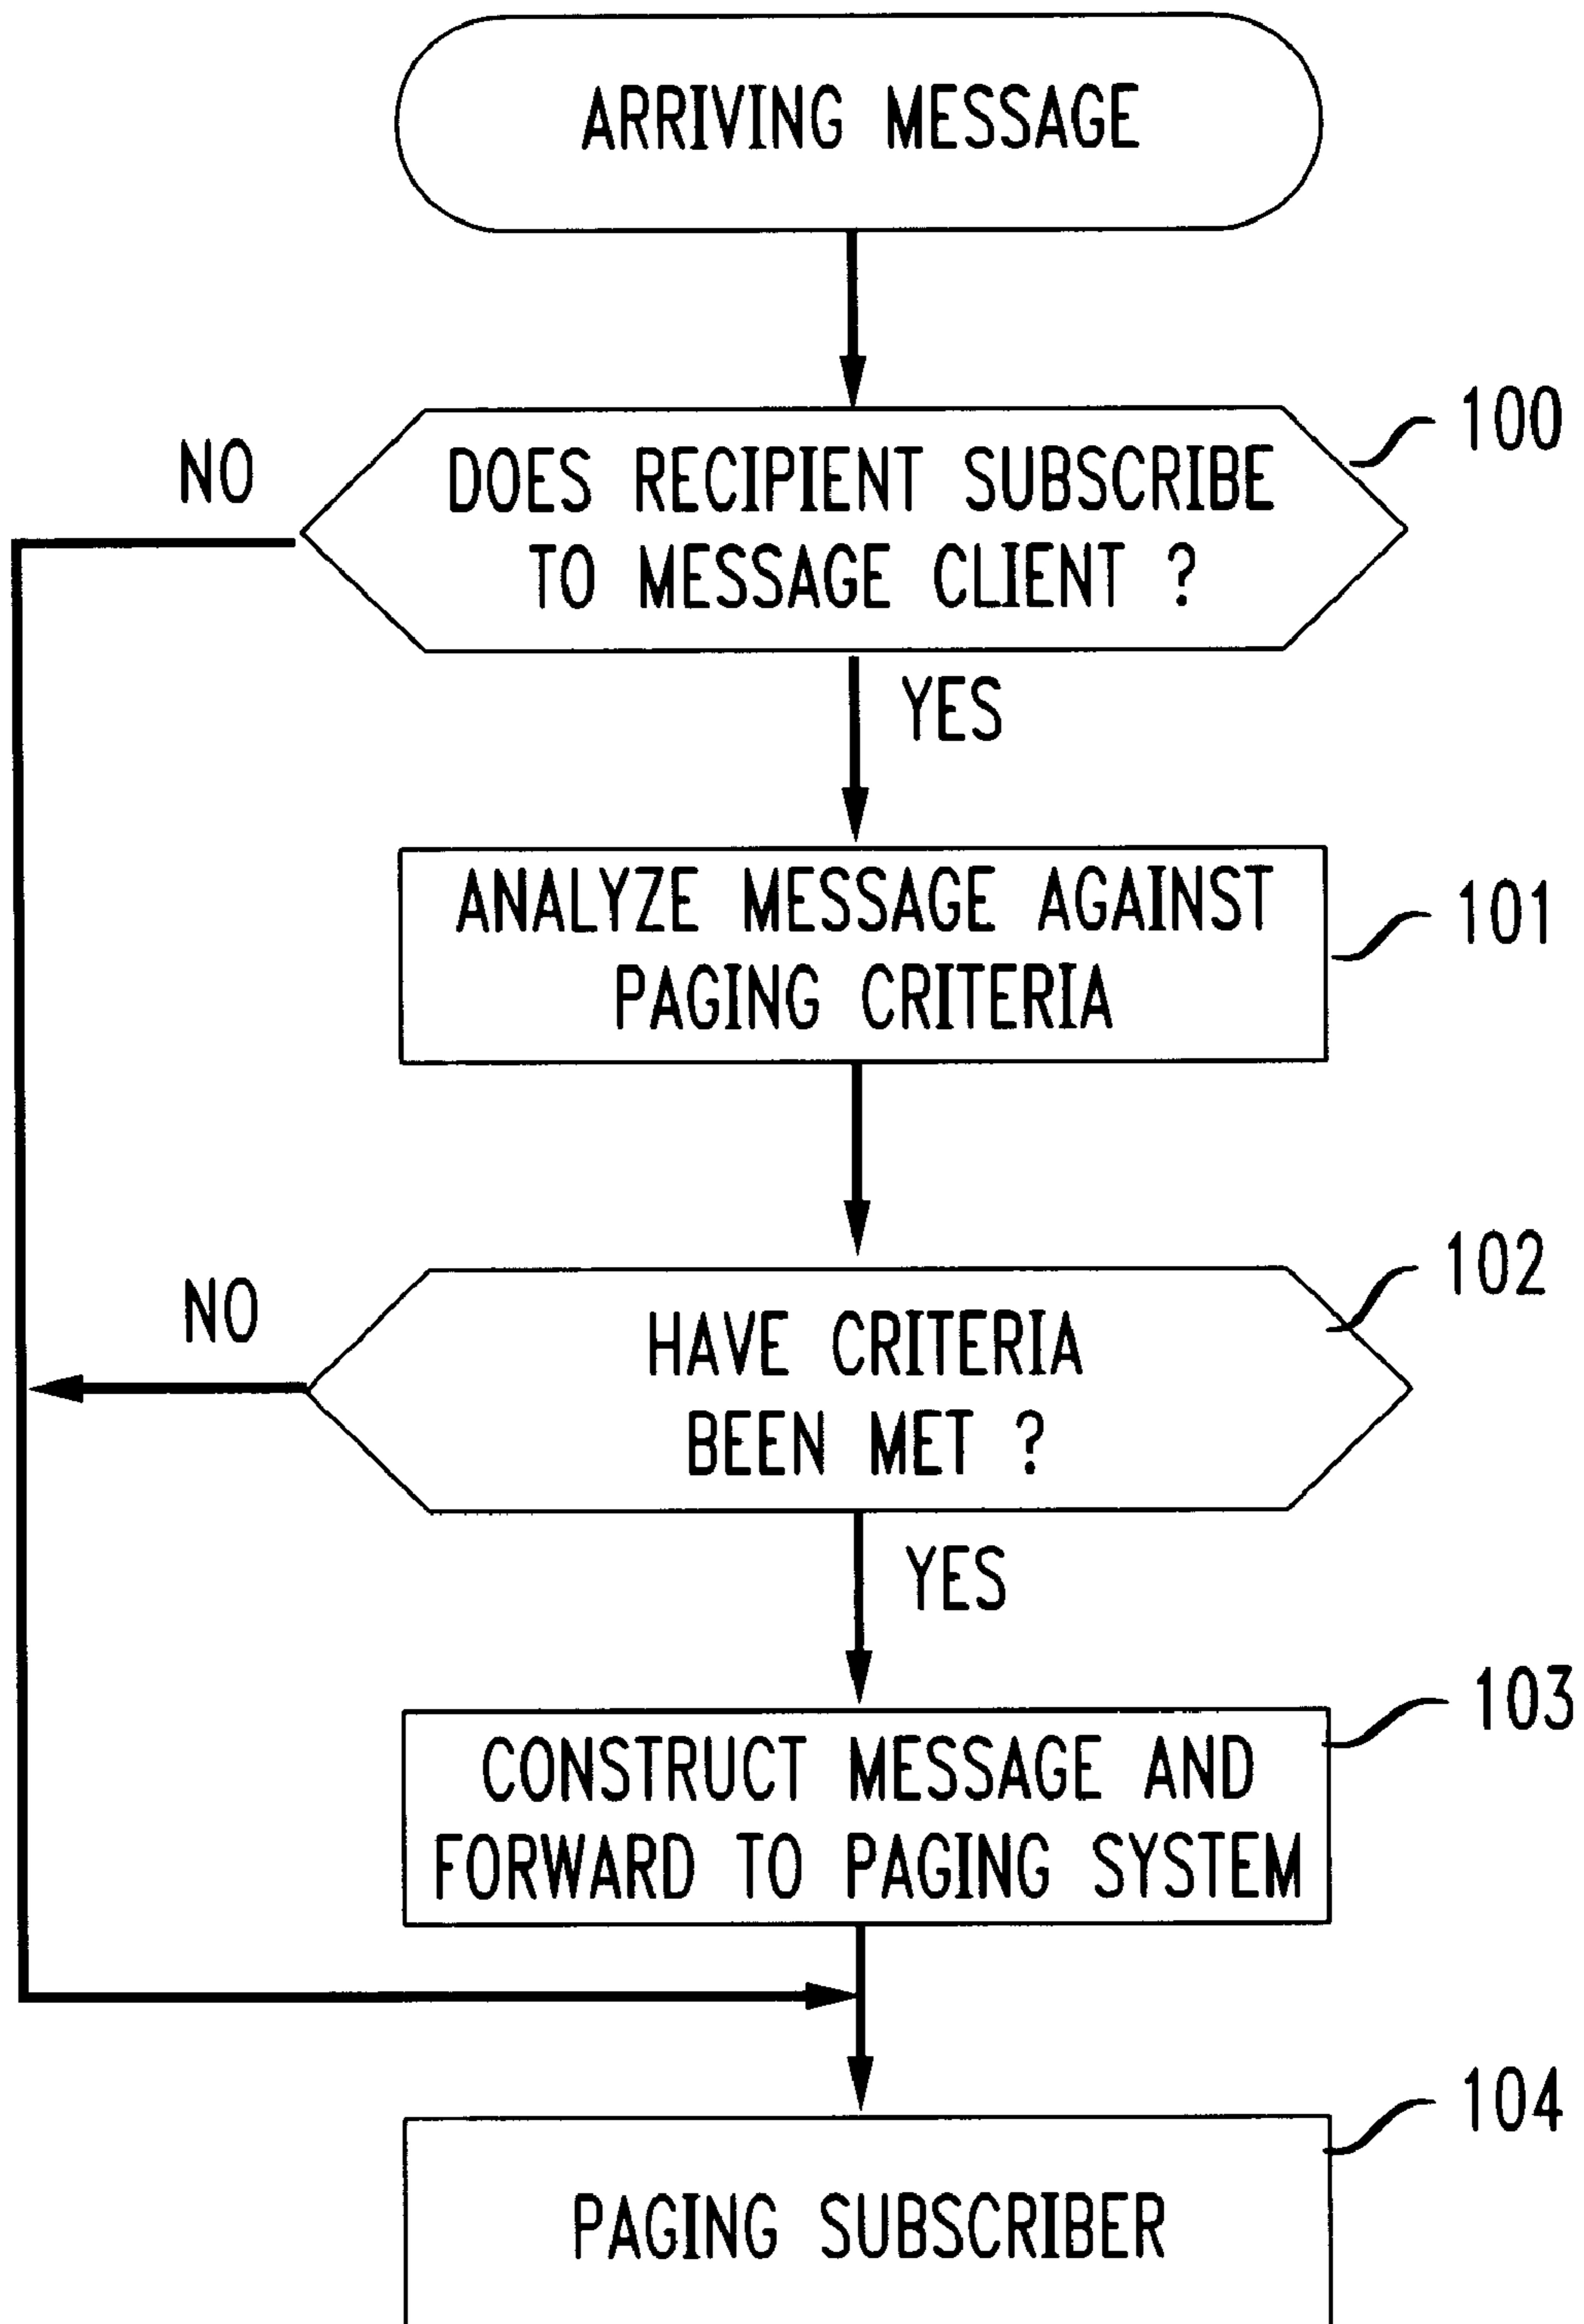 ARRIVING MESSAGE
100
NO
DOES RECIPIENT SUBSCRIBE
TO MESSAGE CLIENT ?
YES
ANALYZE MESSAGE AGAINST
PAGING CRITERIA
101
102
NO
HAVE CRITERIA
BEEN MET ?
YES
103
CONSTRUCT MESSAGE AND
FORWARD TO PAGING SYSTEM
104
PAGING SUBSCRIBER